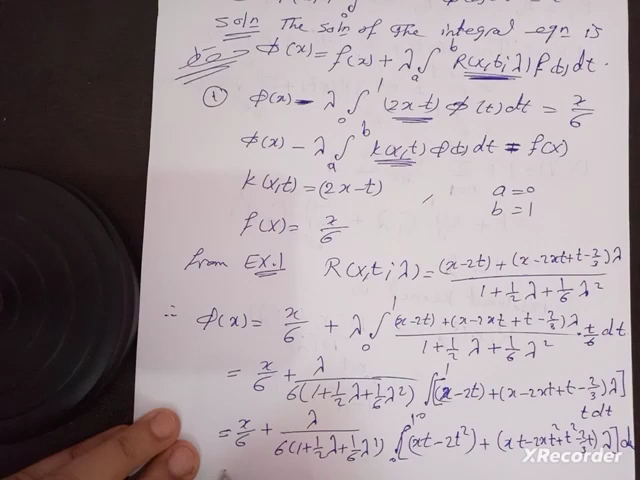 soln The soln of the integral eqn is
φ(x) = f(x) + λ ∫_a^b R(x,t;λ) f(t) dt.
① φ(x) - λ ∫_0^1 (2x-t) φ(t) dt = x/6
φ(x) - λ ∫_a^b k(x,t) φ(t) dt = f(x)
k(x,t) = (2x-t) , a=0
b=1
f(x) = x/6
from EX.1 R(x,t;λ) = ((x-2t)+(x-2xt+t-2/3)λ)/(1+1/2 λ+1/6 λ²)
∴ φ(x) = x/6 + λ ∫_0^1 ((x-2t)+(x-2xt+t-2/3)λ)/(1+1/2 λ+1/6 λ²) · t/6 dt
= x/6 + λ/(6(1+1/2 λ+1/6 λ²)) ∫_0^1 [(x-2t)+(x-2xt+t-2/3)λ] t dt
= x/6 + λ/(6(1+1/2 λ+1/6 λ²)) ∫_0^1 [(xt-2t²)+(xt-2xt²+t²-2/3 t)λ] d
XRecorder